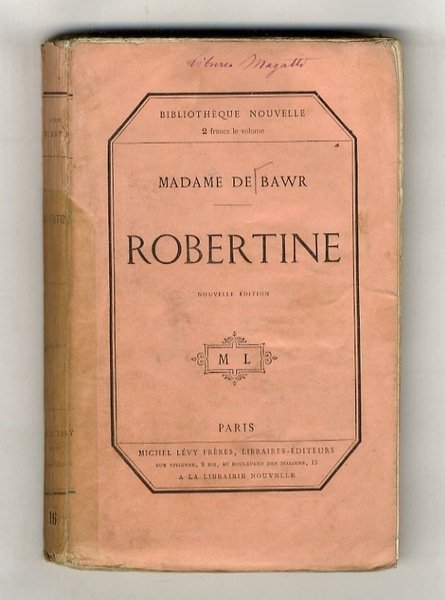 BIBLIOTHÈQUE NOUVELLE
2 francs le volume
MADAME DE BAWR
ROBERTINE
NOUVELLE ÉDITION
M L
PARIS
MICHEL LÉVY FRÈRES, LIBRAIRES-ÉDITEURS
RUE VIVIENNE, 2 BIS, ET BOULEVARD DES ITALIENS, 15
A LA LIBRAIRIE NOUVELLE
16